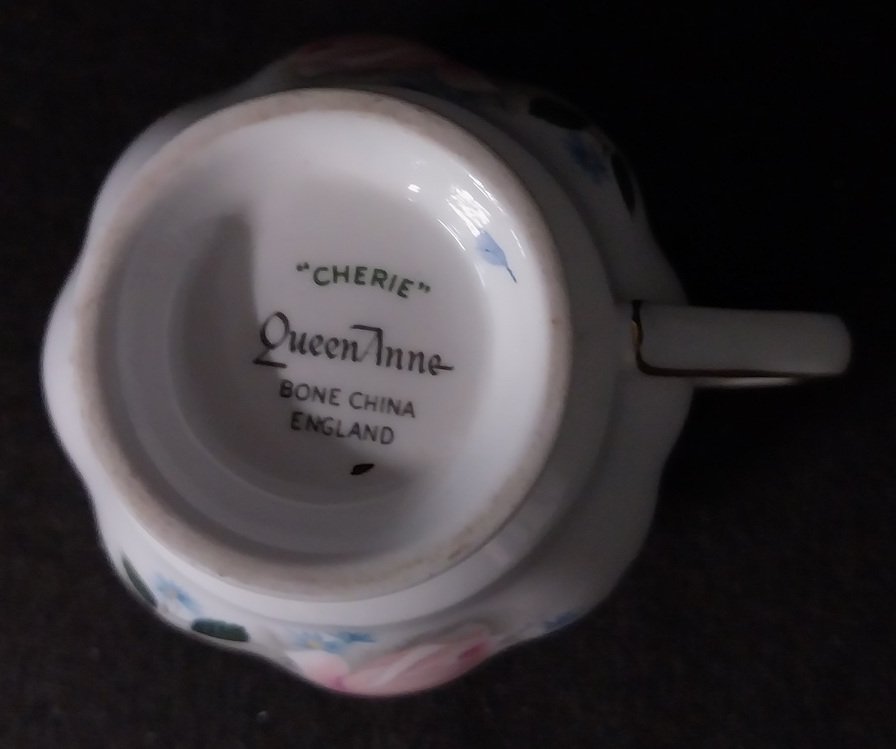 "CHERIE"
Queen Anne
BONE CHINA
ENGLAND